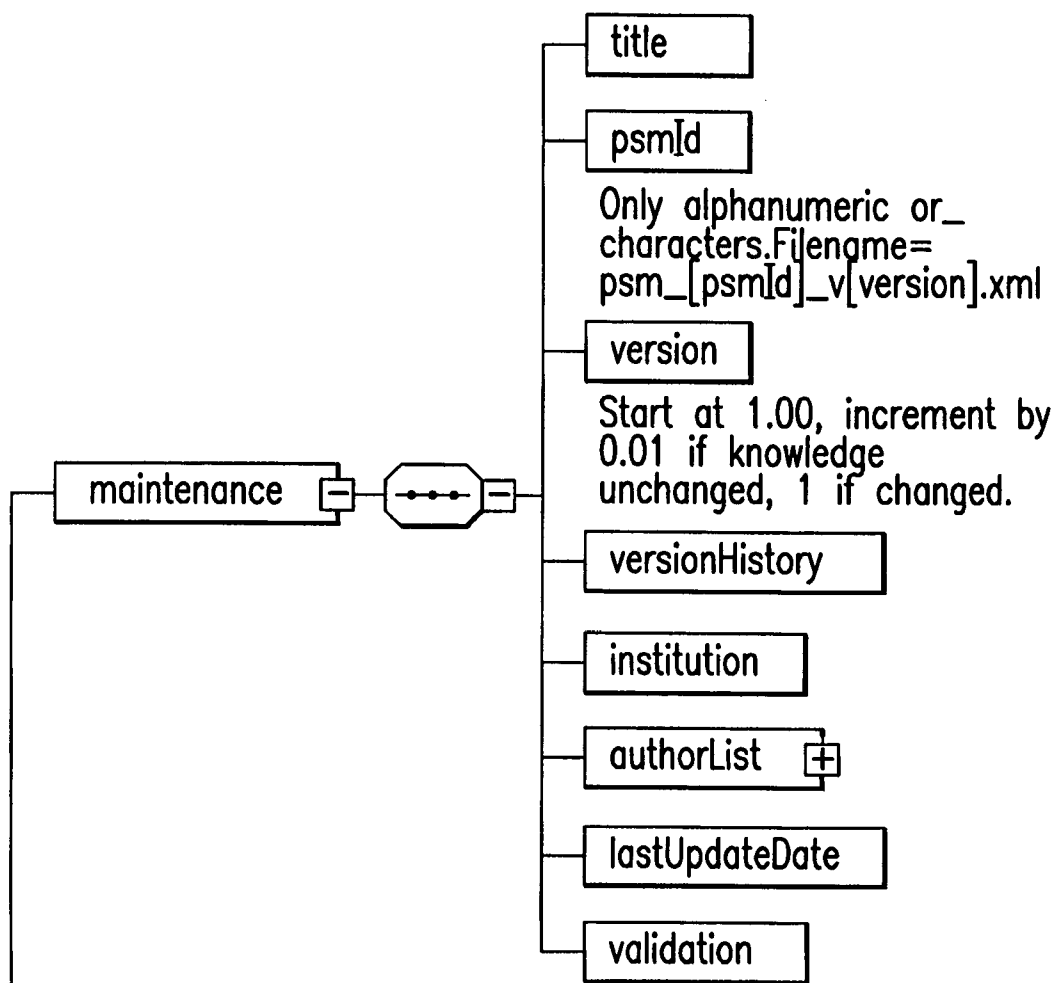 title
psmId
Only alphanumeric or_
characters.Filename=
psm_[psmId]_v[version].xml
version
Start at 1.00, increment by
0.01 if knowledge
unchanged, 1 if changed.
maintenance
versionHistory
institution
authorList
lastUpdateDate
validation